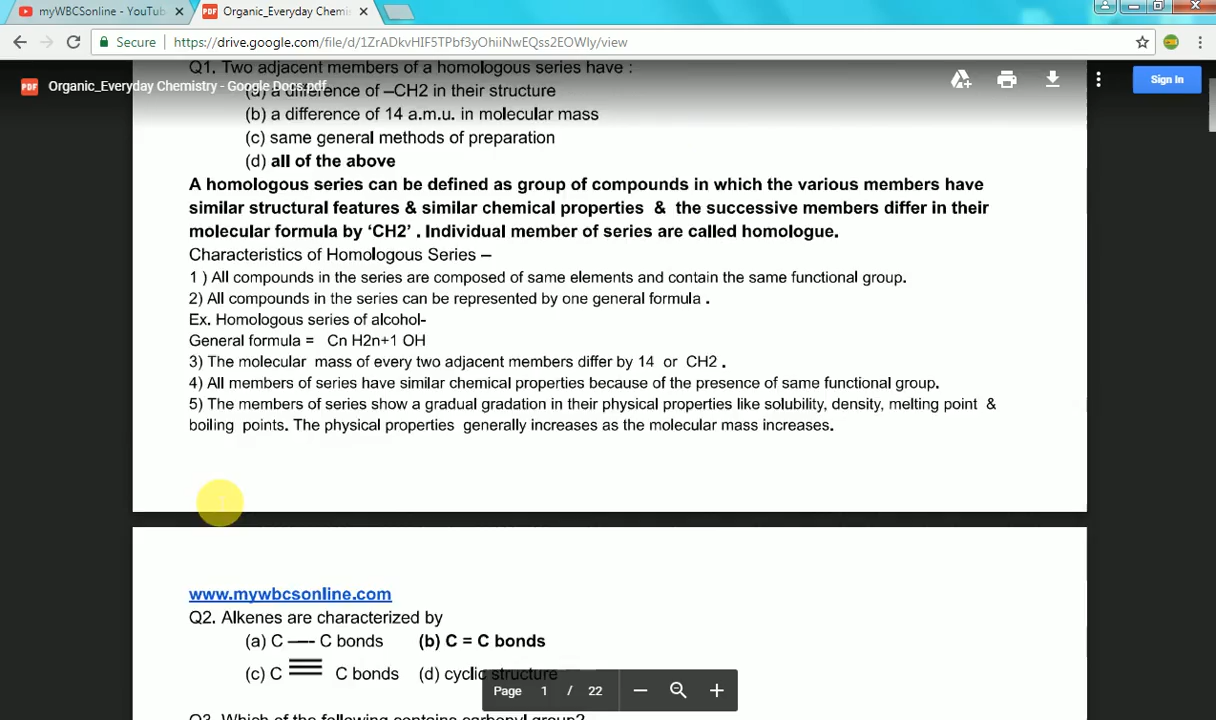 myWBCSonline - YouTub
Organic_Everyday Chemi
Secure
https://drive.google.com/file/d/1ZrADkvHIF5TPbf3yOhiiNwEQss2EOWIy/view
Q1. Two adjacent members of a homologous series have :
PDF Organic_Everyday Chemistry - Google Docs.pdf
Sign In
(a) a difference of –CH2 in their structure
(b) a difference of 14 a.m.u. in molecular mass
(c) same general methods of preparation
(d) all of the above
A homologous series can be defined as group of compounds in which the various members have
similar structural features & similar chemical properties & the successive members differ in their
molecular formula by ‘CH2’ . Individual member of series are called homologue.
Characteristics of Homologous Series –
1 ) All compounds in the series are composed of same elements and contain the same functional group.
2) All compounds in the series can be represented by one general formula .
Ex. Homologous series of alcohol-
General formula = Cn H2n+1 OH
3) The molecular mass of every two adjacent members differ by 14 or CH2 .
4) All members of series have similar chemical properties because of the presence of same functional group.
5) The members of series show a gradual gradation in their physical properties like solubility, density, melting point &
boiling points. The physical properties generally increases as the molecular mass increases.
www.mywbcsonline.com
Q2. Alkenes are characterized by
(a) C –– C bonds (b) C = C bonds
(c) C ≡ C bonds (d) cyclic structure
Page 1 / 22
Q3. Which of the following contains carbonyl group?